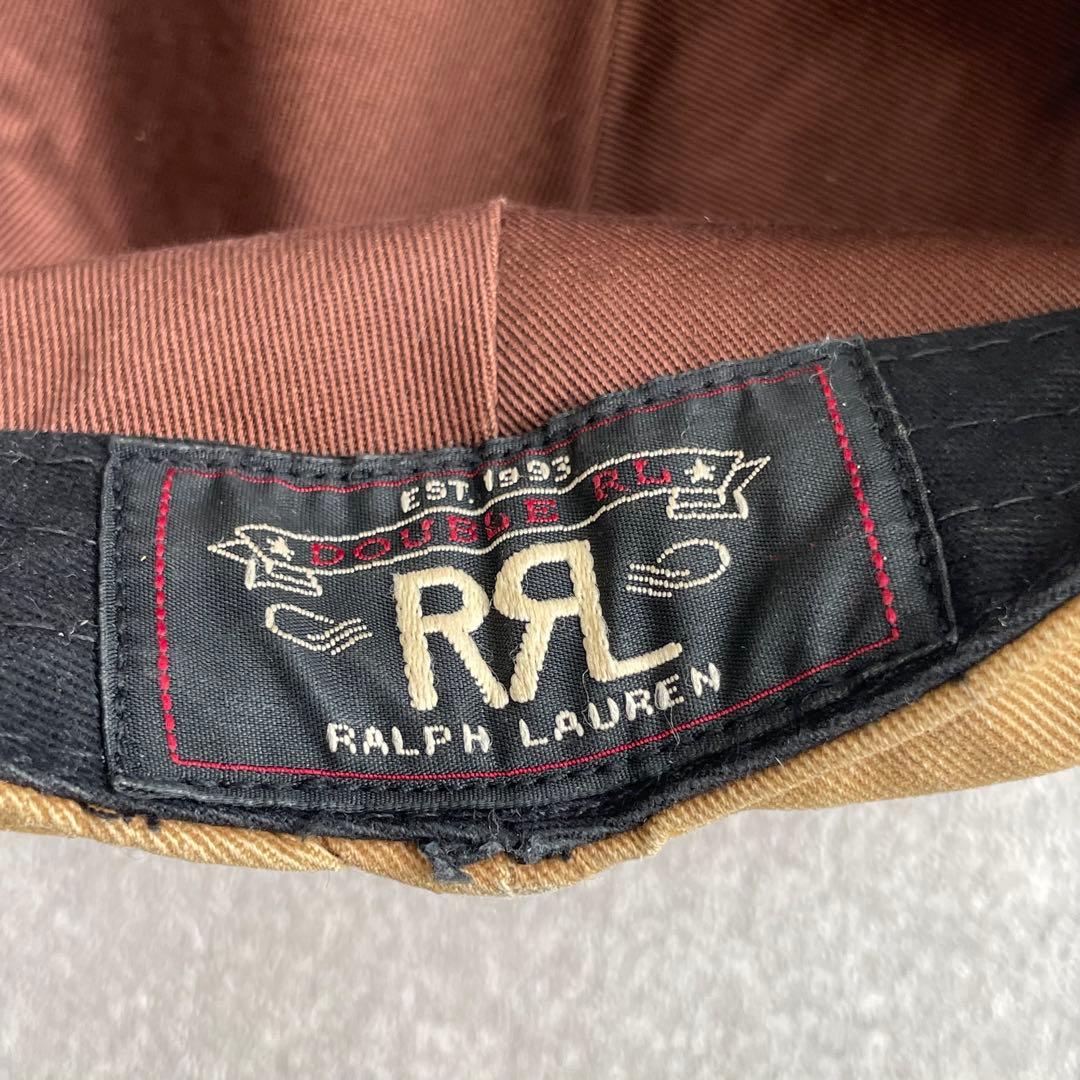 EST. 1993
DOUBLE RL
RRL
RALPH LAUREN